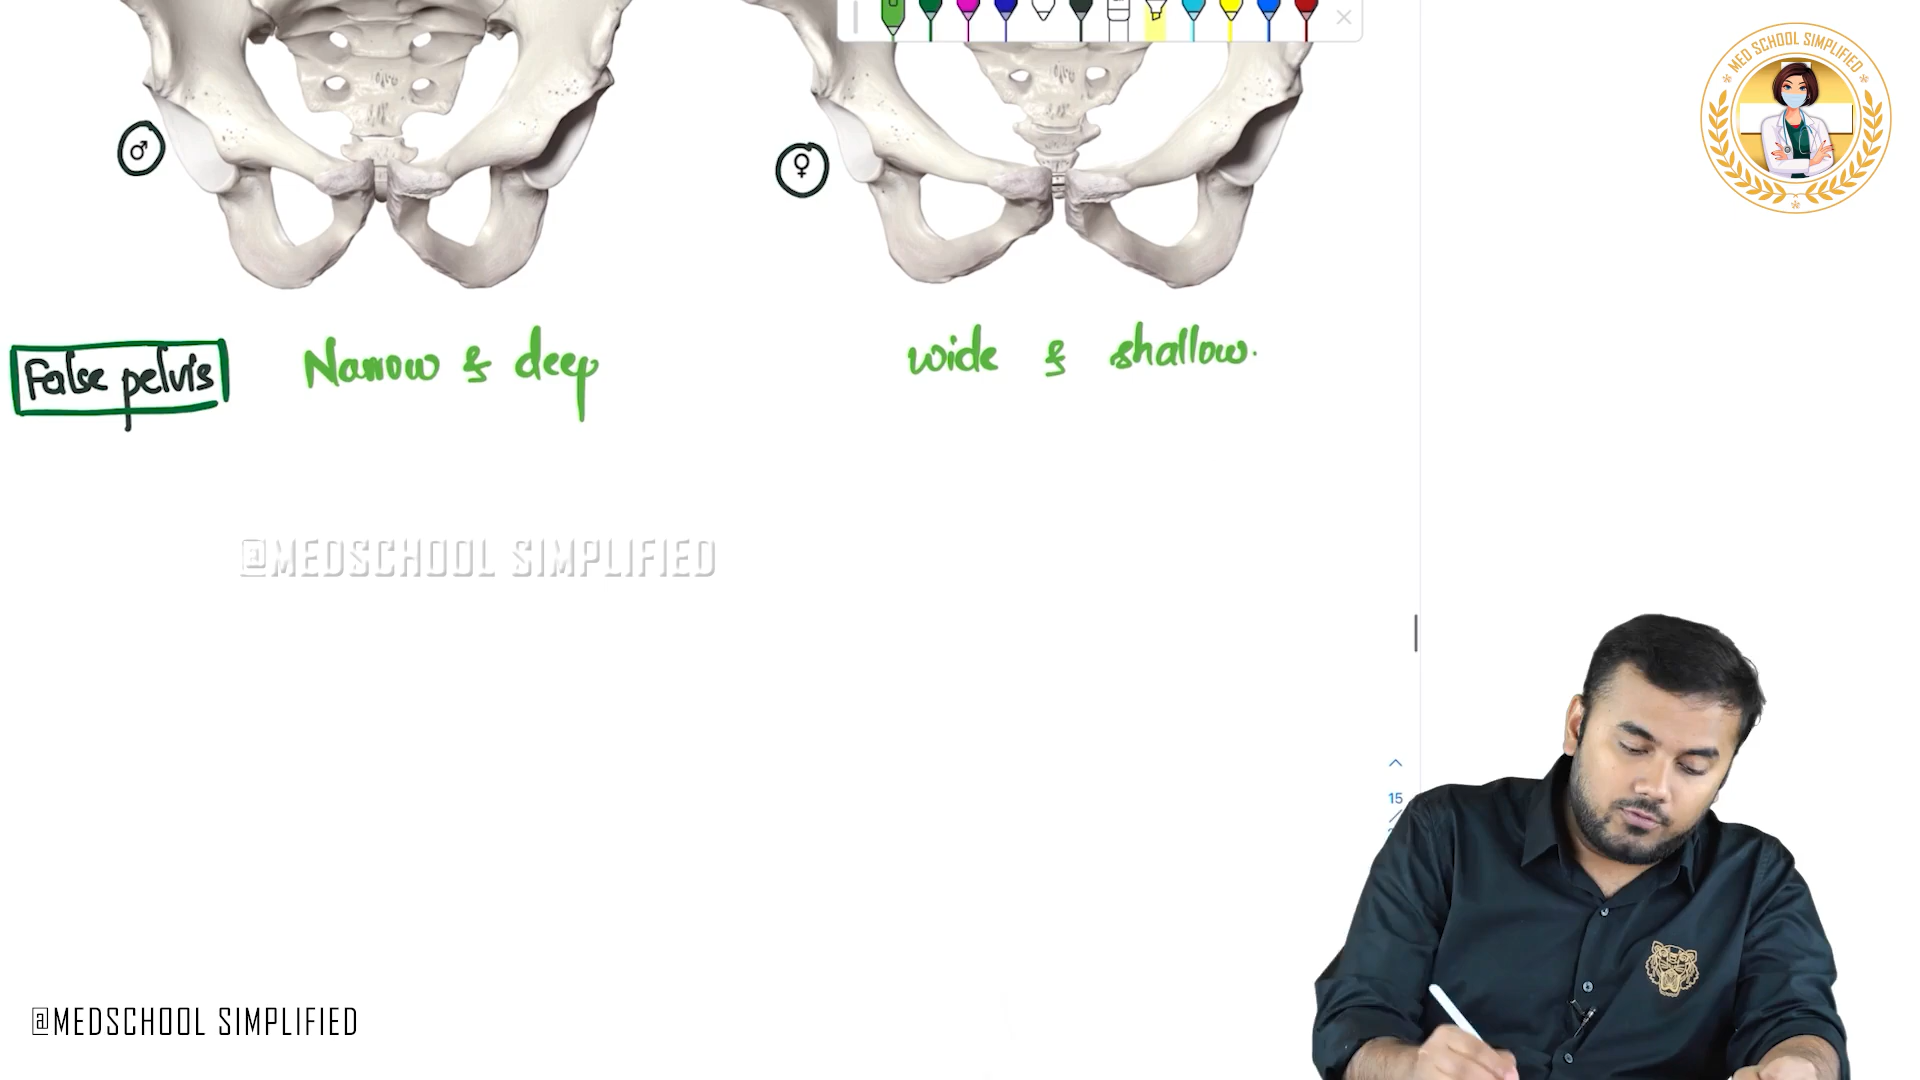 MED SCHOOL SIMPLIFIED
♂
♀
False pelvis Narrow & deep wide & shallow.
@MEDSCHOOL SIMPLIFIED
15
@MEDSCHOOL SIMPLIFIED